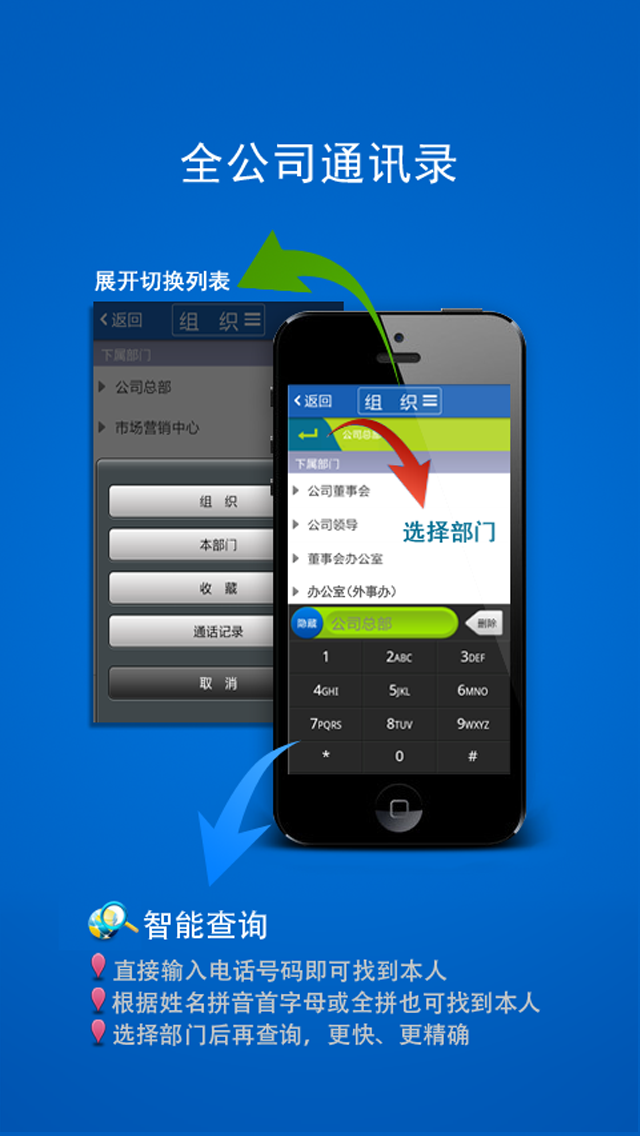 全公司通讯录
展开切换列表
返回
组 织
下属部门
公司总部
市场营销中心
组 织
本部门
收 藏
通话记录
取 消
返回
组 织
公司总部
下属部门
公司董事会
公司领导
选择部门
董事会办公室
办公室(外事办)
隐藏
公司总部
删除
1 2ABC 3DEF
4GHI 5JKL 6MNO
7PQRS 8TUV 9WXYZ
* 0 #
智能查询
直接输入电话号码即可找到本人
根据姓名拼音首字母或全拼也可找到本人
选择部门后再查询，更快、更精确